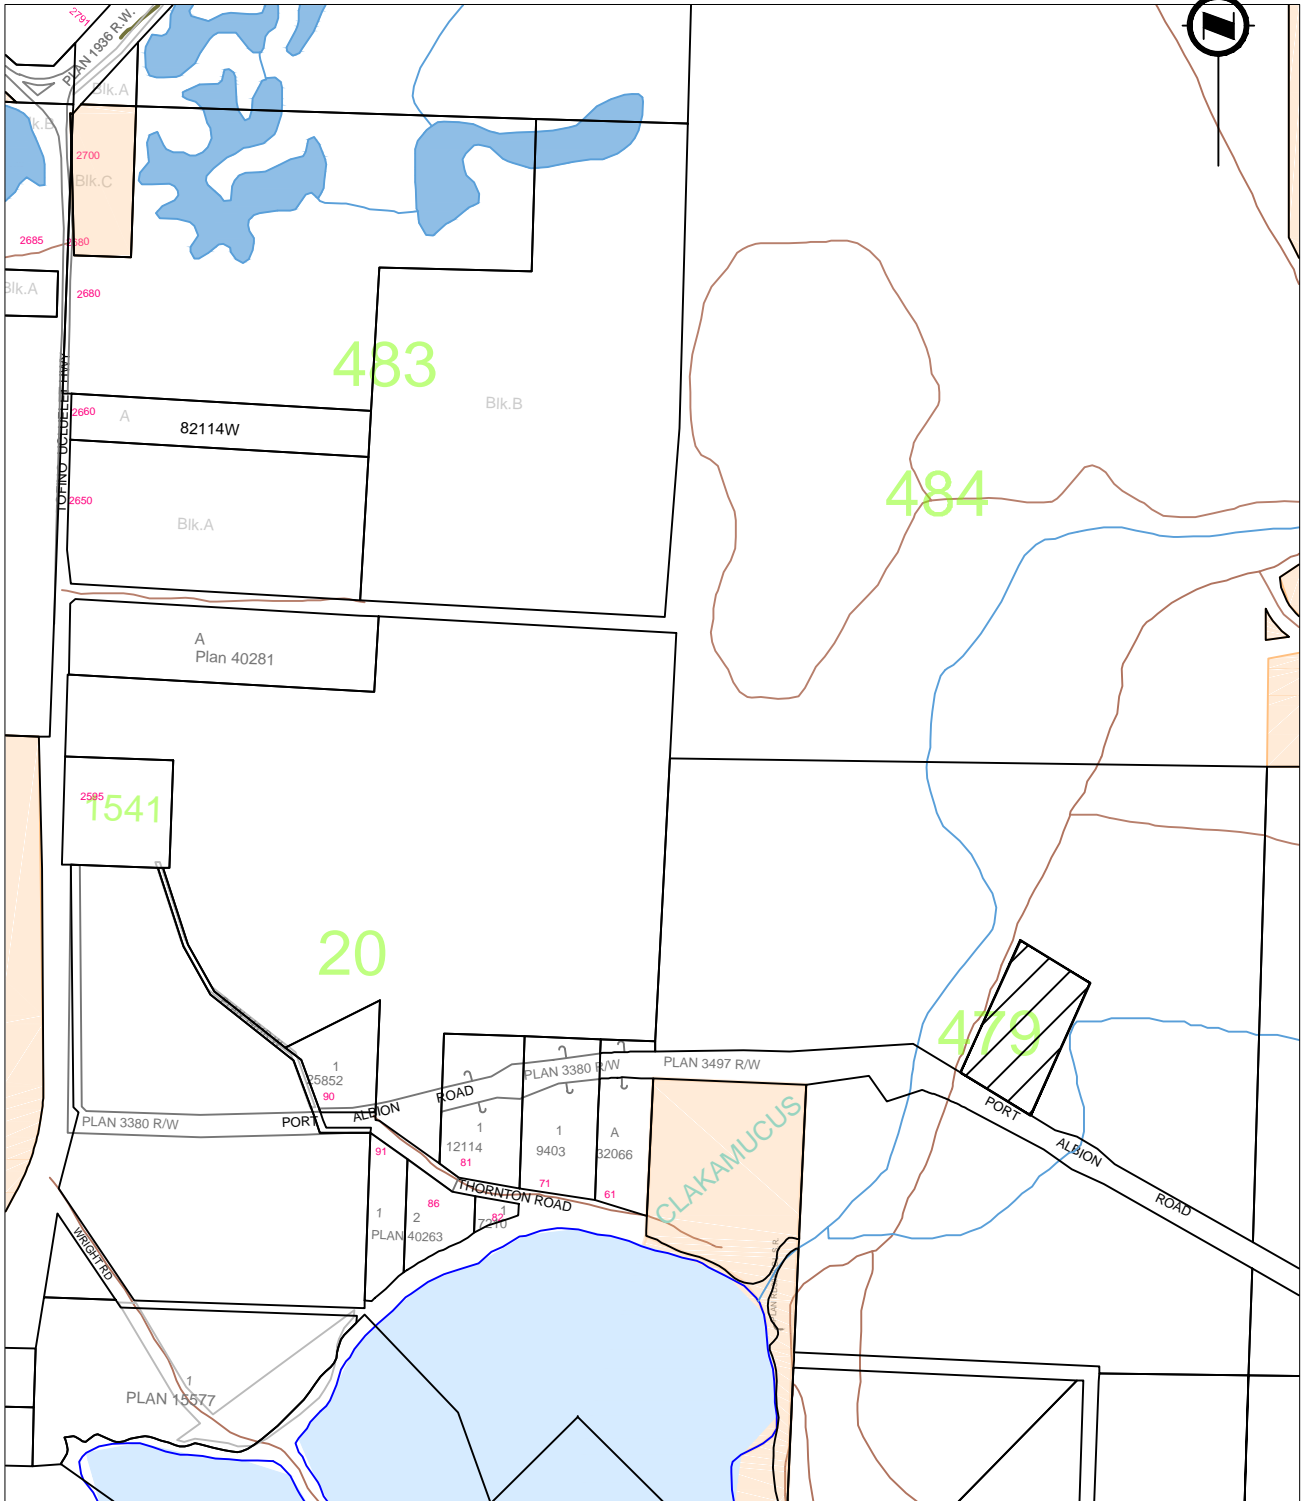 2791
PLAN 1936 R.W.
Blk.A
k.B
2700
Blk.C
2685
2680
Blk.A
2680
483
TOFINO UCLUELET HWY
2660
A
82114W
Blk.B
484
2650
Blk.A
A
Plan 40281
2595
1541
20
479
1
25852
90
PLAN 3380 R/W
PLAN 3497 R/W
PLAN 3380 R/W
PORT
ALBION
ROAD
PORT
ALBION
ROAD
CLAKAMUCUS
1
12114
81
1
9403
71
A
32066
61
91
THORNTON ROAD
86
1
2
PLAN 40263
1
7210
82
WRIGHT RD
1
PLAN 15577